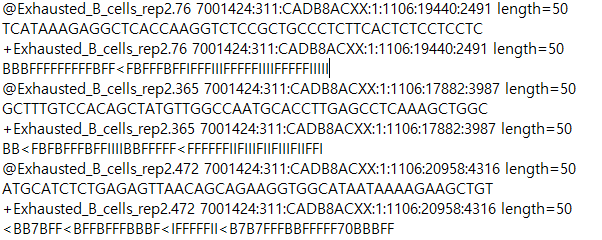 @Exhausted_B_cells_rep2.76 7001424:311:CADB8ACXX:1:1106:19440:2491 length=50
TCATAAAGAGGCTCACCAAGGTCTCCGCTGCCCTCTTCACTCTCCTCCTC
+Exhausted_B_cells_rep2.76 7001424:311:CADB8ACXX:1:1106:19440:2491 length=50
BBBFFFFFFFFFBFF<FBFFFBFFIFFFIIIFFFFFIIIIFFFFFIIIII
@Exhausted_B_cells_rep2.365 7001424:311:CADB8ACXX:1:1106:17882:3987 length=50
GCTTTGTCCACAGCTATGTTGGCCAATGCACCTTGAGCCTCAAAGCTGGC
+Exhausted_B_cells_rep2.365 7001424:311:CADB8ACXX:1:1106:17882:3987 length=50
BB<FBFBFFFBFFIIIIBBFFFFF<FFFFFFIIFIIIFIIFIIIFIIFFI
@Exhausted_B_cells_rep2.472 7001424:311:CADB8ACXX:1:1106:20958:4316 length=50
ATGCATCTCTGAGAGTTAACAGCAGAAGGTGGCATAATAAAAGAAGCTGT
+Exhausted_B_cells_rep2.472 7001424:311:CADB8ACXX:1:1106:20958:4316 length=50
<BB7BFF<BFFBFFFBBBF<IFFFFFII<B7B7FFFBBFFFFF70BBBFF